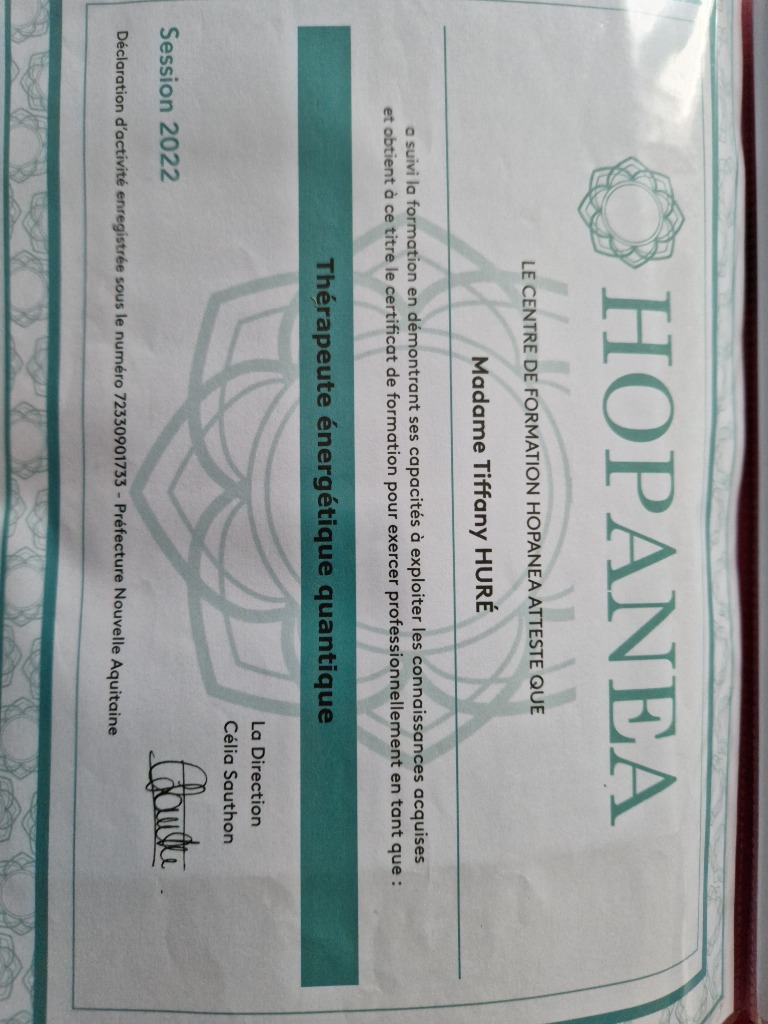 HOPANEA
LE CENTRE DE FORMATION HOPANEA ATTESTE QUE
Madame Tiffany HURÉ
a suivi la formation en démontrant ses capacités à exploiter les connaissances acquises
et obtient à ce titre le certificat de formation pour exercer professionnellement en tant que :
Thérapeute énergétique quantique
La Direction
Célia Sauthon
Session 2022
Déclaration d'activité enregistrée sous le numéro 72330901733 - Préfecture Nouvelle Aquitaine